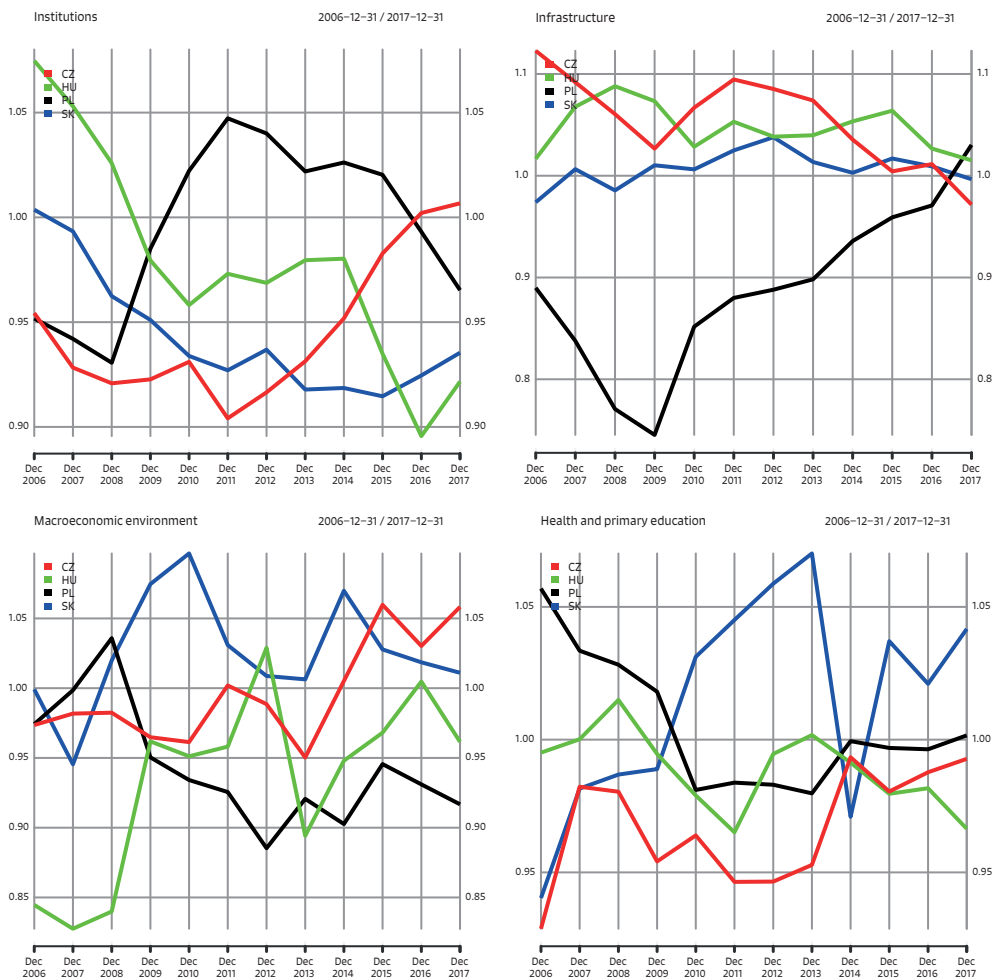 Institutions 2006–12–31 / 2017–12–31
CZ
HU
PL
SK
1.05
1.00 1.00
0.95 0.95
0.90 0.90
Dec Dec Dec Dec Dec Dec Dec Dec Dec Dec Dec Dec
2006 2007 2008 2009 2010 2011 2012 2013 2014 2015 2016 2017
Infrastructure 2006–12–31 / 2017–12–31
CZ
HU
PL
SK
1.1 1.1
1.0 1.0
0.9
0.8 0.8
Dec Dec Dec Dec Dec Dec Dec Dec Dec Dec Dec Dec
2006 2007 2008 2009 2010 2011 2012 2013 2014 2015 2016 2017
Macroeconomic environment 2006–12–31 / 2017–12–31
CZ
HU
PL
SK
1.05 1.05
1.00 1.00
0.95 0.95
0.90 0.90
0.85 0.85
Dec Dec Dec Dec Dec Dec Dec Dec Dec Dec Dec Dec
2006 2007 2008 2009 2010 2011 2012 2013 2014 2015 2016 2017
Health and primary education 2006–12–31 / 2017–12–31
CZ
HU
PL
SK
1.05 1.05
1.00 1.00
0.95 0.95
Dec Dec Dec Dec Dec Dec Dec Dec Dec Dec Dec Dec
2006 2007 2008 2009 2010 2011 2012 2013 2014 2015 2016 2017